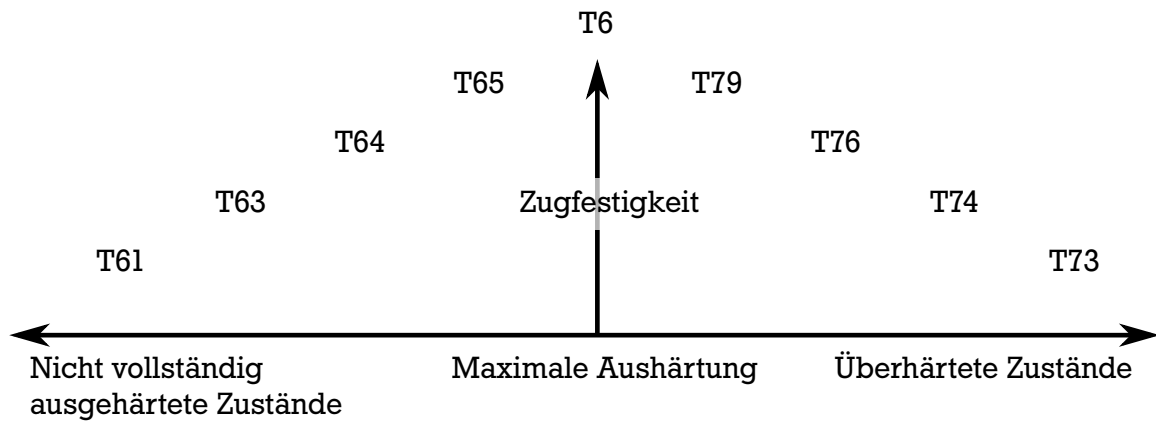 T6
T65 T79
T64 T76
T63 Zugfestigkeit T74
T61 T73
Nicht vollständig Maximale Aushärtung Überhärtete Zustände
ausgehärtete Zustände